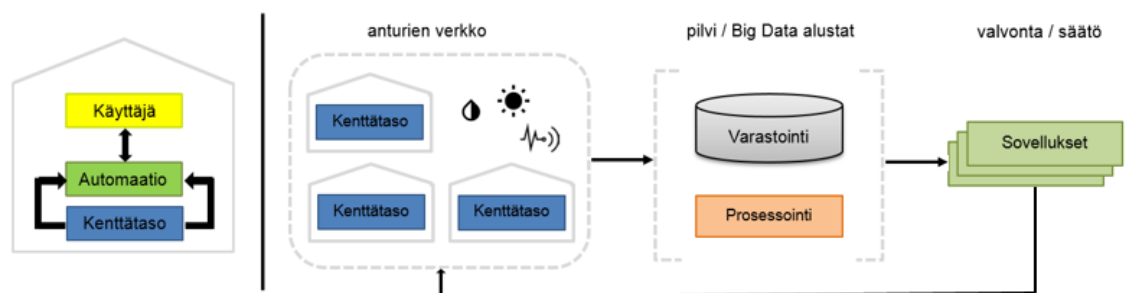 anturien verkko
pilvi / Big Data alustat
valvonta / säätö
Käyttäjä
Automaatio
Kenttätaso
Kenttätaso
Kenttätaso
Kenttätaso
Varastointi
Prosessointi
Sovellukset